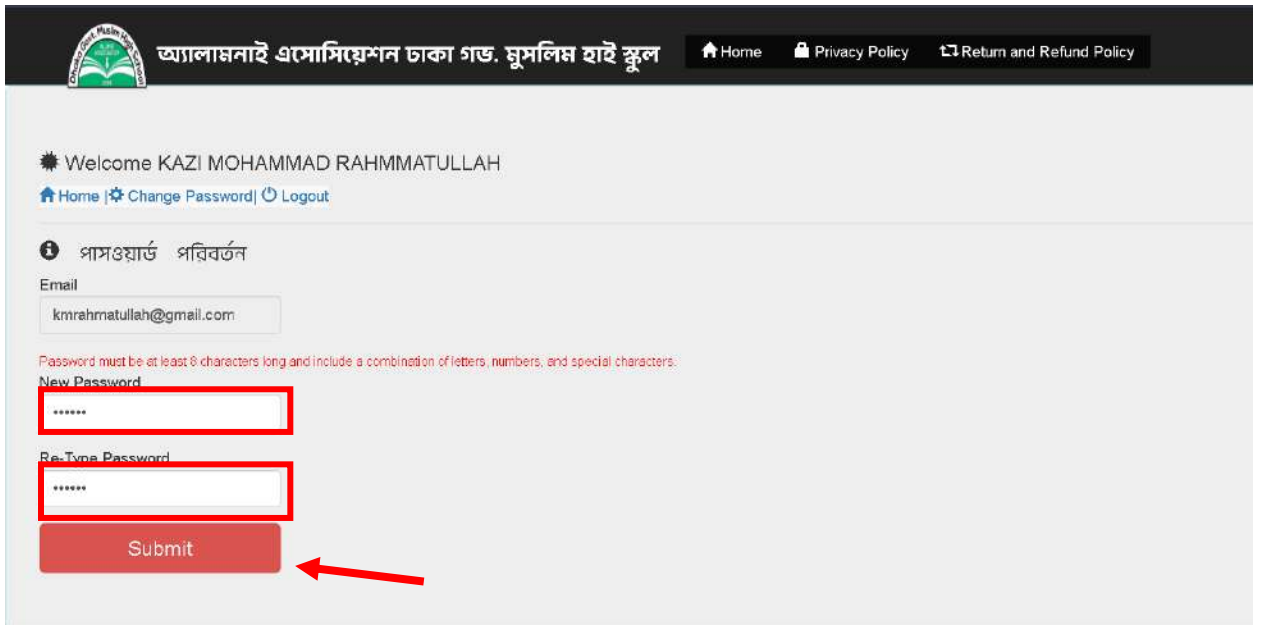 অ্যালামনাই এসোসিয়েশন ঢাকা গভ. মুসলিম হাই স্কুল
Home Privacy Policy Return and Refund Policy
Welcome KAZI MOHAMMAD RAHMMATULLAH
Home | Change Password| Logout
পাসওয়ার্ড পরিবর্তন
Email
kmrahmatullah@gmail.com
Password must be at least 8 characters long and include a combination of letters, numbers, and special characters.
New Password
••••••
Re-Type Password
••••••
Submit